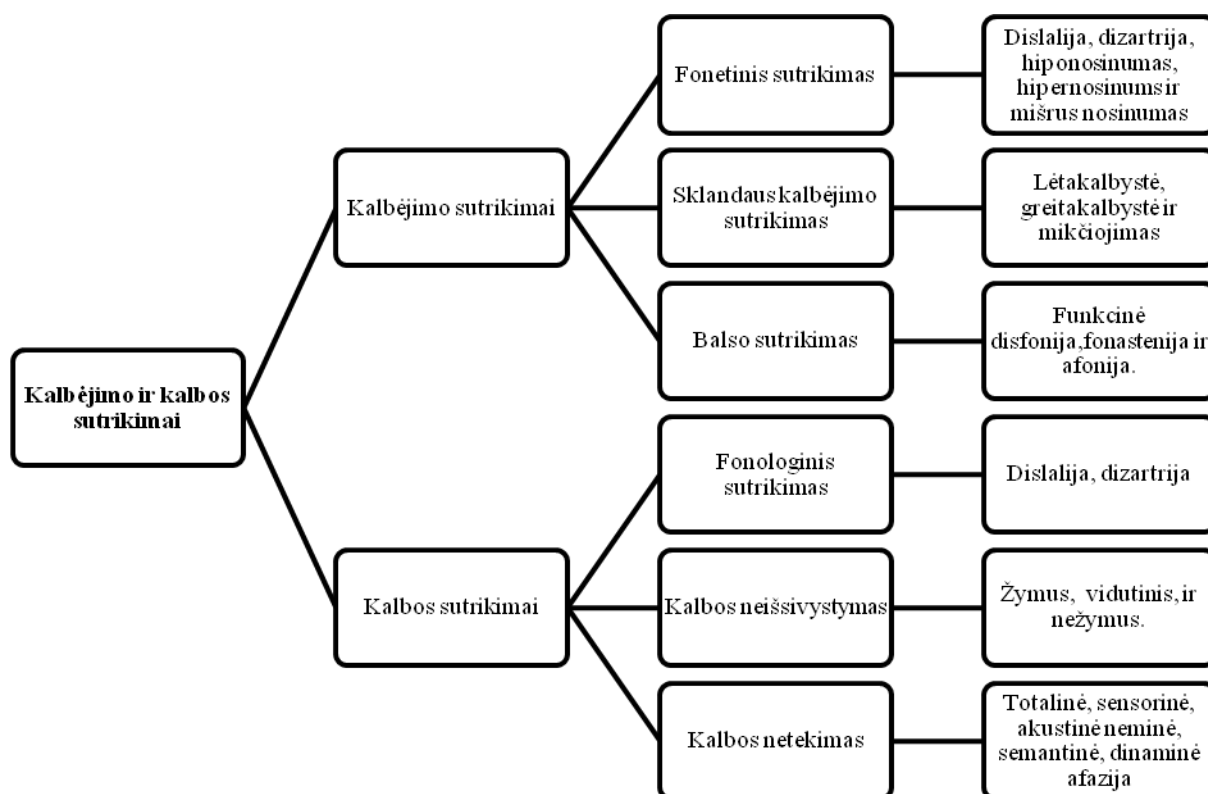 Kalbėjimo ir kalbos
sutrikimai
Kalbėjimo sutrikimai
Fonetinis sutrikimas
Dislalija, dizartrija,
hiponosinumas,
hipernosinums ir
mišrus nosinumas
Sklandaus kalbėjimo
sutrikimas
Lėtakalbystė,
greitakalbystė ir
mikčiojimas
Balso sutrikimas
Funkcinė
disfonija,fonastenija ir
afonija.
Kalbos sutrikimai
Fonologinis
sutrikimas
Dislalija, dizartrija
Kalbos neišsivystymas
Žymus, vidutinis, ir
nežymus.
Kalbos netekimas
Totalinė, sensorinė,
akustinė neminė,
semantinė, dinaminė
afazija